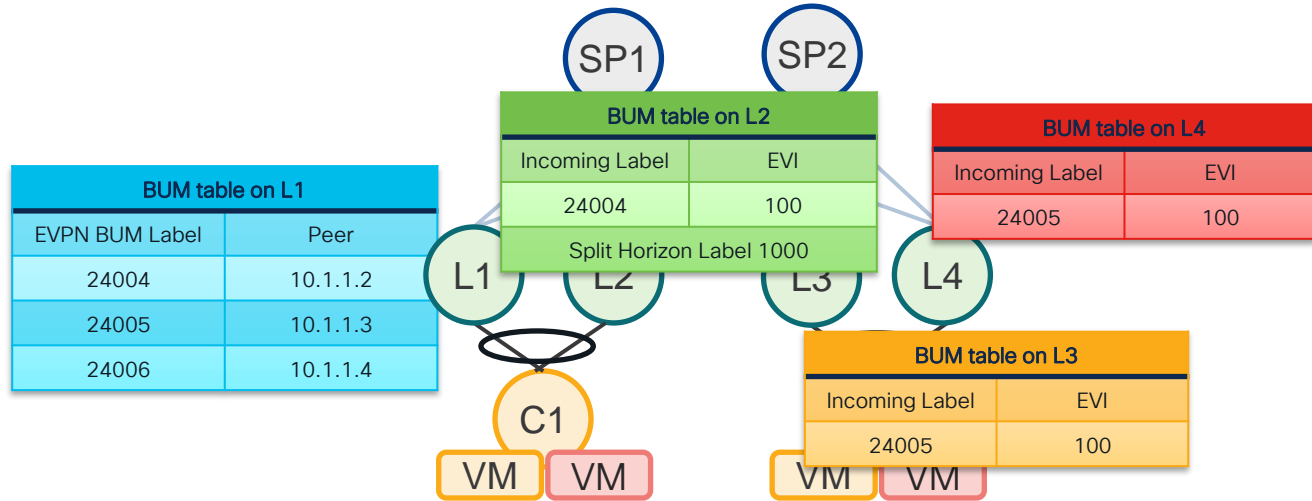 SP1
SP2
BUM table on L2
Incoming Label EVI
24004 100
Split Horizon Label 1000
BUM table on L4
Incoming Label EVI
24005 100
BUM table on L1
EVPN BUM Label Peer
24004 10.1.1.2
24005 10.1.1.3
24006 10.1.1.4
L1
L2
L3
L4
BUM table on L3
Incoming Label EVI
24005 100
C1
VM
VM
VM
VM